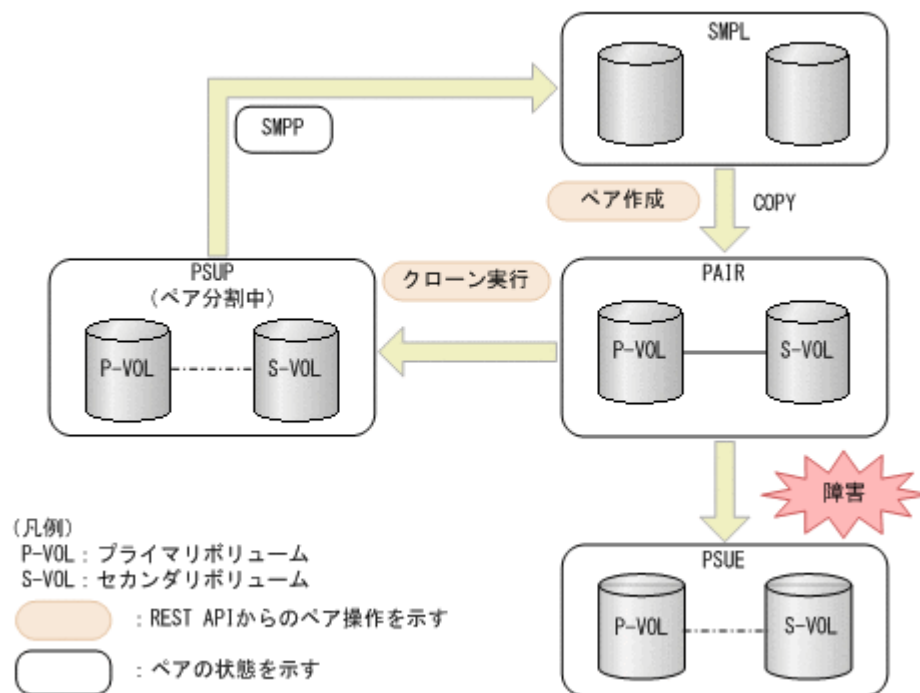 SMPL
SMPP
ペア作成
COPY
PSUP
(ペア分割中)
P-VOL
S-VOL
クローン実行
PAIR
P-VOL
S-VOL
障害
PSUE
P-VOL
S-VOL
(凡例)
P-VOL：プライマリボリューム
S-VOL：セカンダリボリューム
：REST APIからのペア操作を示す
：ペアの状態を示す